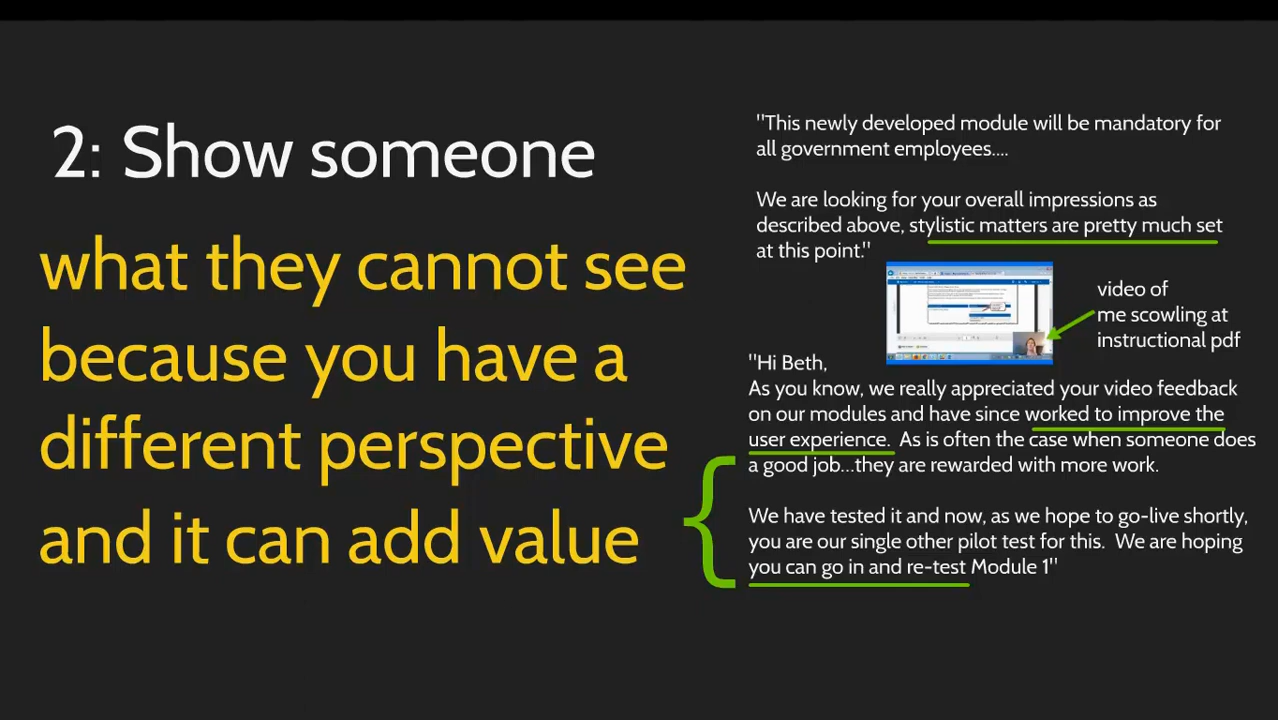 2: Show someone
what they cannot see
because you have a
different perspective
and it can add value
"This newly developed module will be mandatory for
all government employees....
We are looking for your overall impressions as
described above, stylistic matters are pretty much set
at this point."
video of
me scowling at
instructional pdf
"Hi Beth,
As you know, we really appreciated your video feedback
on our modules and have since worked to improve the
user experience. As is often the case when someone does
a good job...they are rewarded with more work.
We have tested it and now, as we hope to go-live shortly,
you are our single other pilot test for this. We are hoping
you can go in and re-test Module 1"